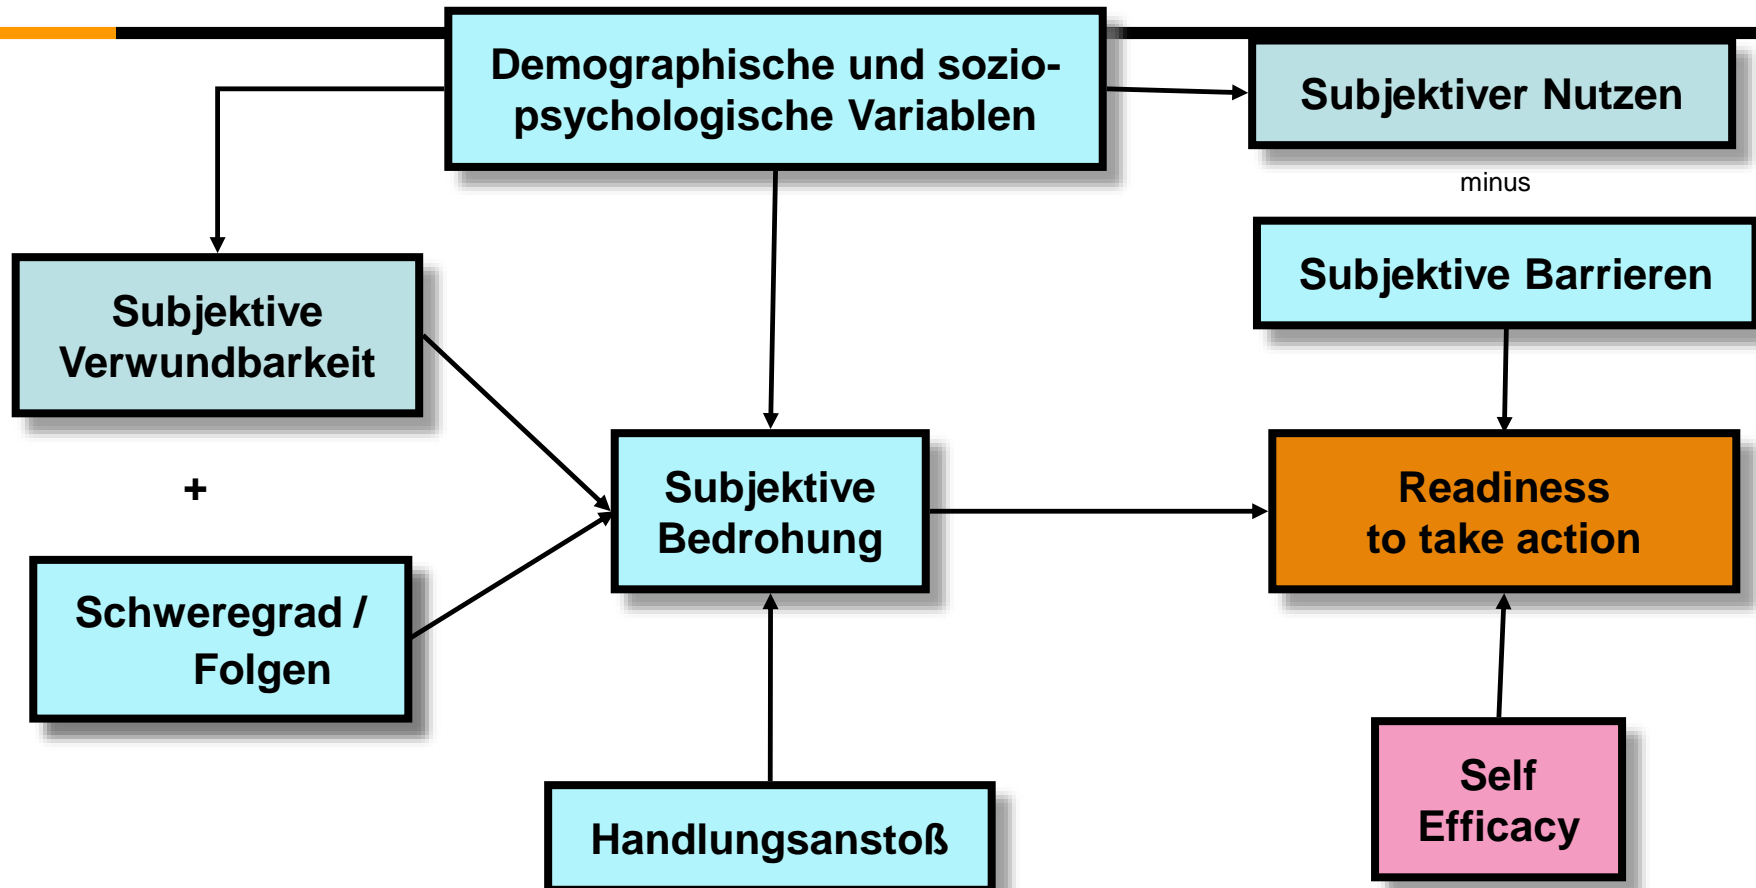 Demographische und sozio-
psychologische Variablen
Subjektiver Nutzen
minus
Subjektive Barrieren
Subjektive
Verwundbarkeit
+
Schweregrad /
Folgen
Subjektive
Bedrohung
Readiness
to take action
Handlungsanstoß
Self
Efficacy